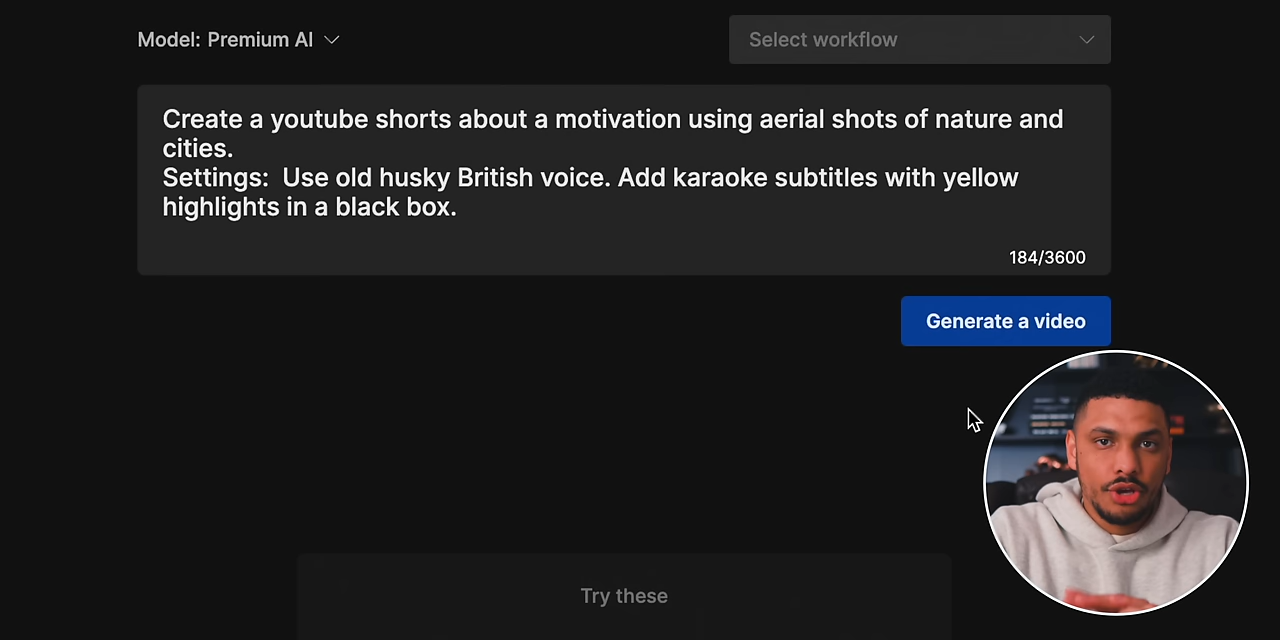 Model: Premium AI
Select workflow
Create a youtube shorts about a motivation using aerial shots of nature and
cities.
Settings:  Use old husky British voice. Add karaoke subtitles with yellow
highlights in a black box.
184/3600
Generate a video
Try these